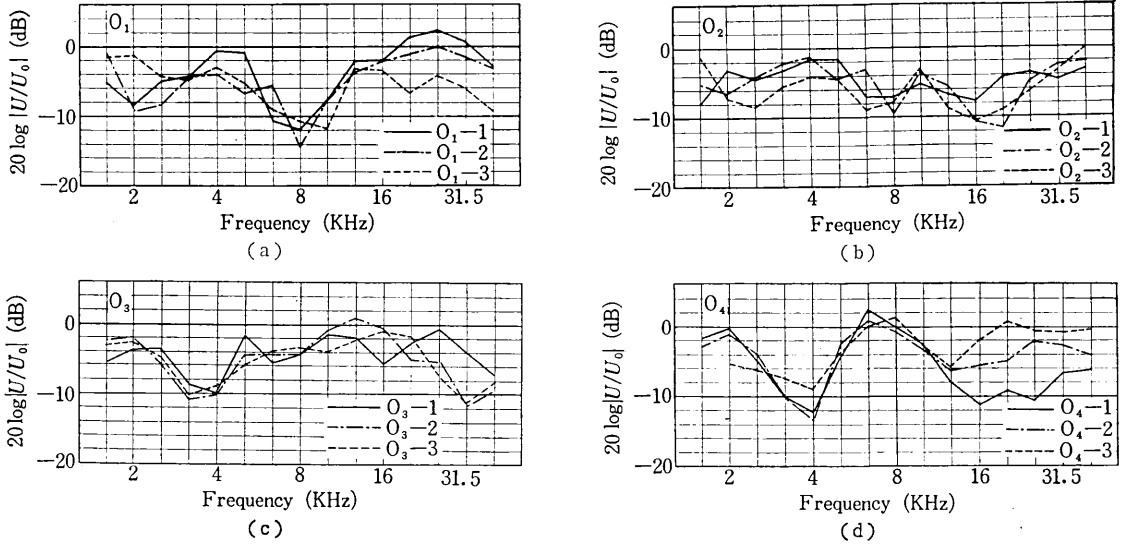 O₁
20 log |U/U₀| (dB)
0
−10
−20
O₁−1
O₁−2
O₁−3
2 4 8 16 31.5
Frequency (KHz)
(a)
O₂
20 log |U/U₀| (dB)
0
−10
−20
O₂−1
O₂−2
O₂−3
2 4 8 16 31.5
Frequency (KHz)
(b)
O₃
20 log|U/U₀| (dB)
0
−10
−20
O₃−1
O₃−2
O₃−3
2 4 8 16 31.5
Frequency (KHz)
(c)
O₄
20 log|U/U₀| (dB)
0
−10
−20
O₄−1
O₄−2
O₄−3
2 4 8 16 31.5
Frequency (KHz)
(d)